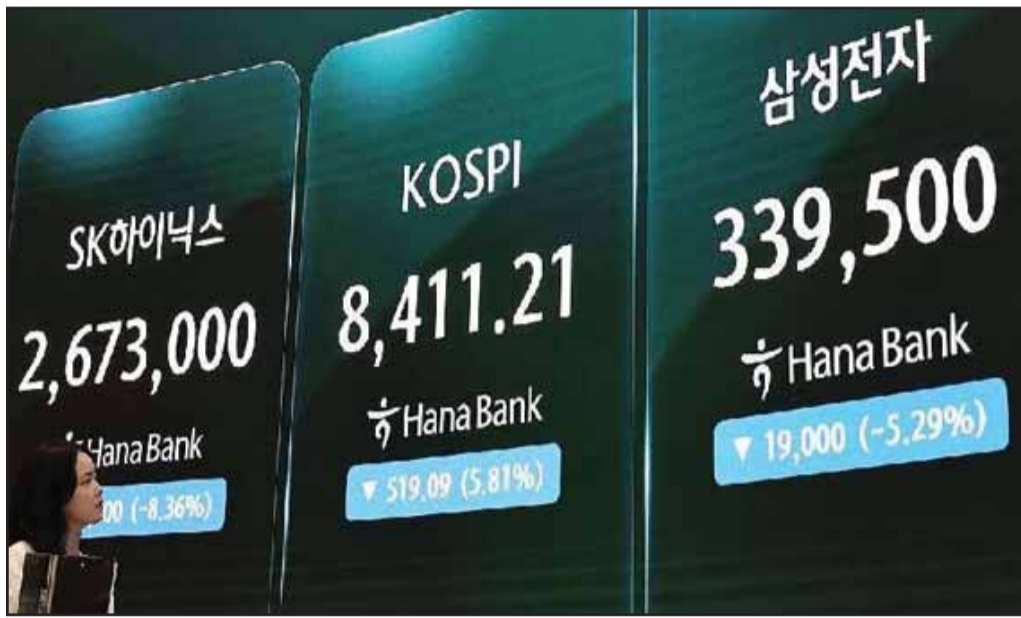 SK하이닉스
2,673,000
Hana Bank
00 (-8.36%)
KOSPI
8,411.21
Hana Bank
▼ 519.09 (5.81%)
삼성전자
339,500
Hana Bank
▼ 19,000 (-5.29%)